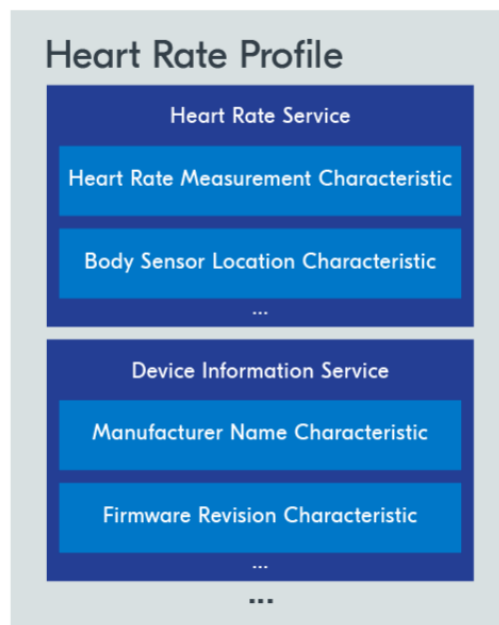 Heart Rate Profile
Heart Rate Service
Heart Rate Measurement Characteristic
Body Sensor Location Characteristic
...
Device Information Service
Manufacturer Name Characteristic
Firmware Revision Characteristic
...
...